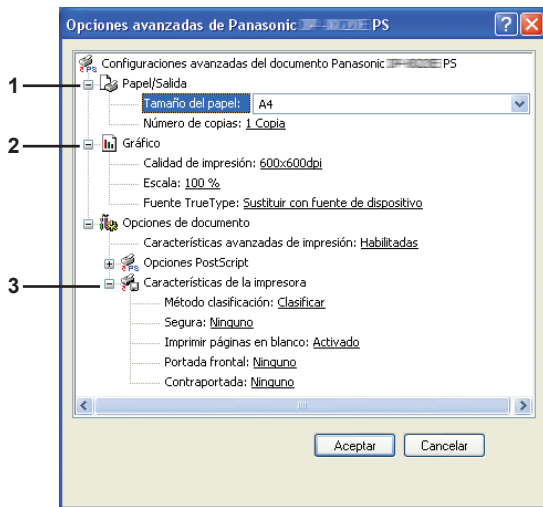 Opciones avanzadas de Panasonic PS
Configuraciones avanzadas del documento Panasonic PS
1
Papel/Salida
Tamaño del papel: A4
Número de copias: 1 Copia
2
Gráfico
Calidad de impresión: 600x600dpi
Escala: 100 %
Fuente TrueType: Sustituir con fuente de dispositivo
Opciones de documento
Características avanzadas de impresión: Habilitadas
Opciones PostScript
3
Características de la impresora
Método clasificación: Clasificar
Segura: Ninguno
Imprimir páginas en blanco: Activado
Portada frontal: Ninguno
Contraportada: Ninguno
Aceptar
Cancelar